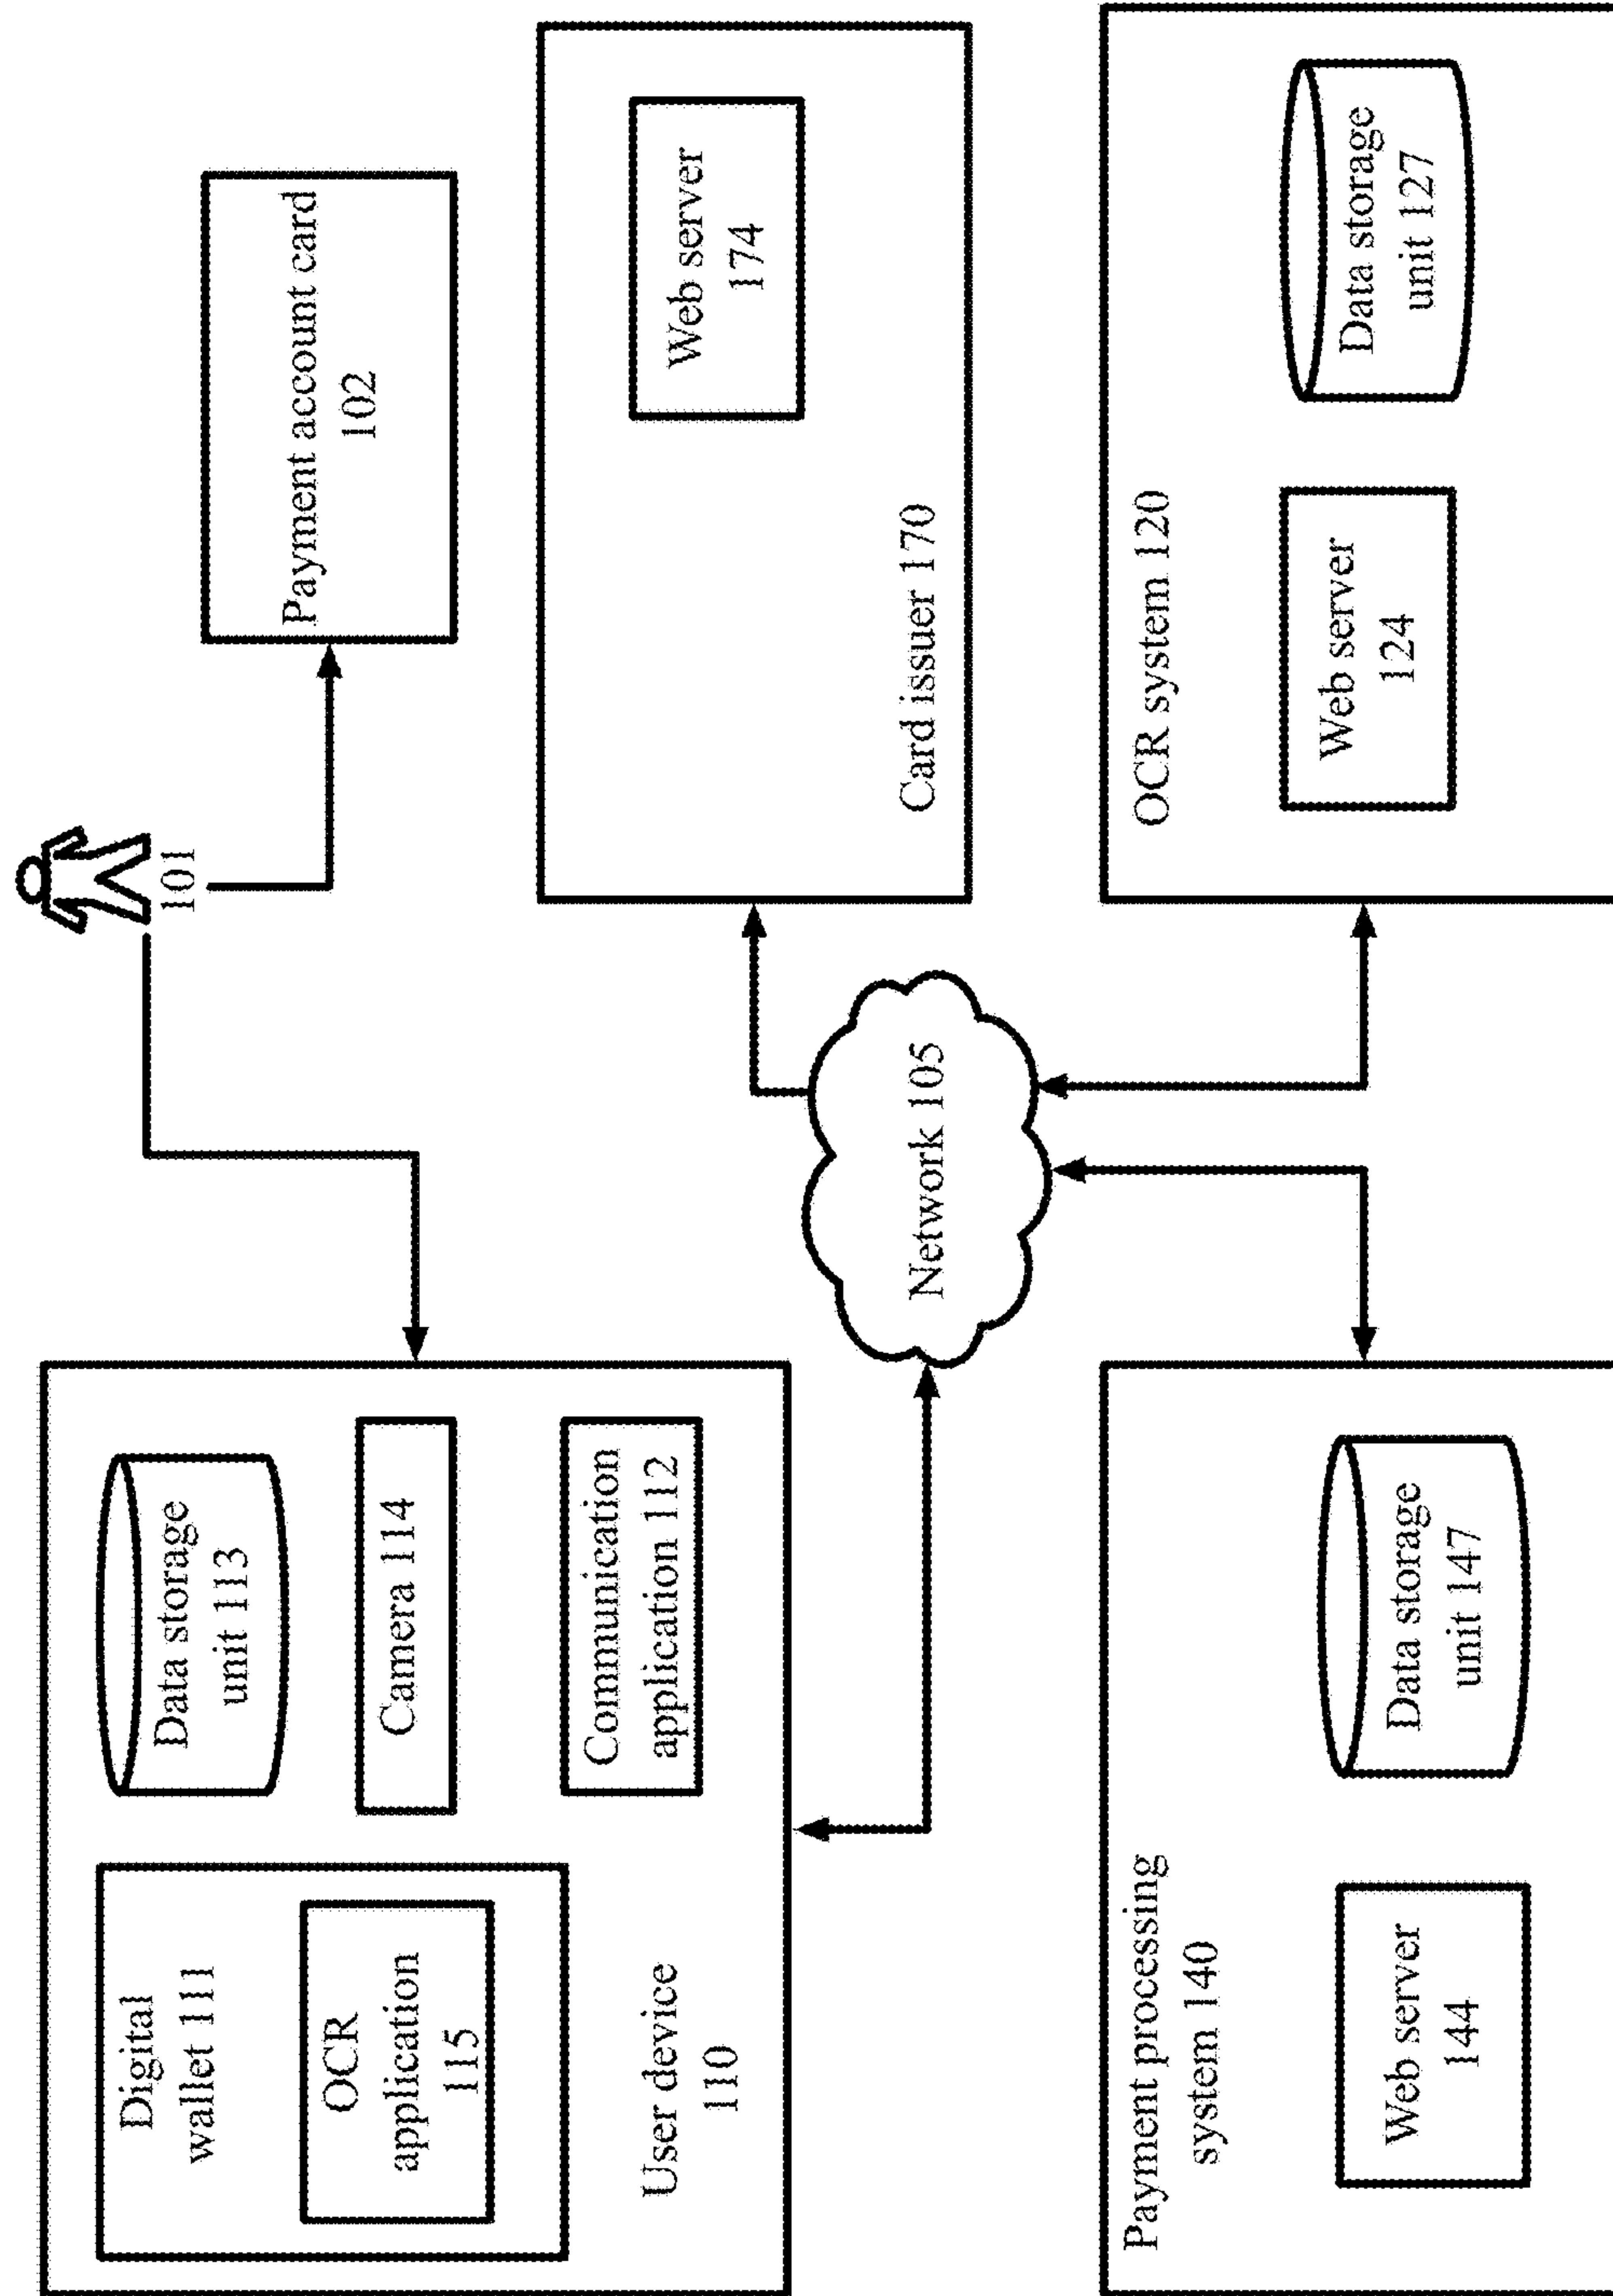 101
Payment account card
102
Digital
wallet 111
OCR
application
115
Data storage
unit 113
Camera 114
Communication
application 112
User device
110
Web server
174
Card issuer 170
Network 105
Payment processing
system 140
Web server
144
Data storage
unit 147
OCR system 120
Web server
124
Data storage
unit 127